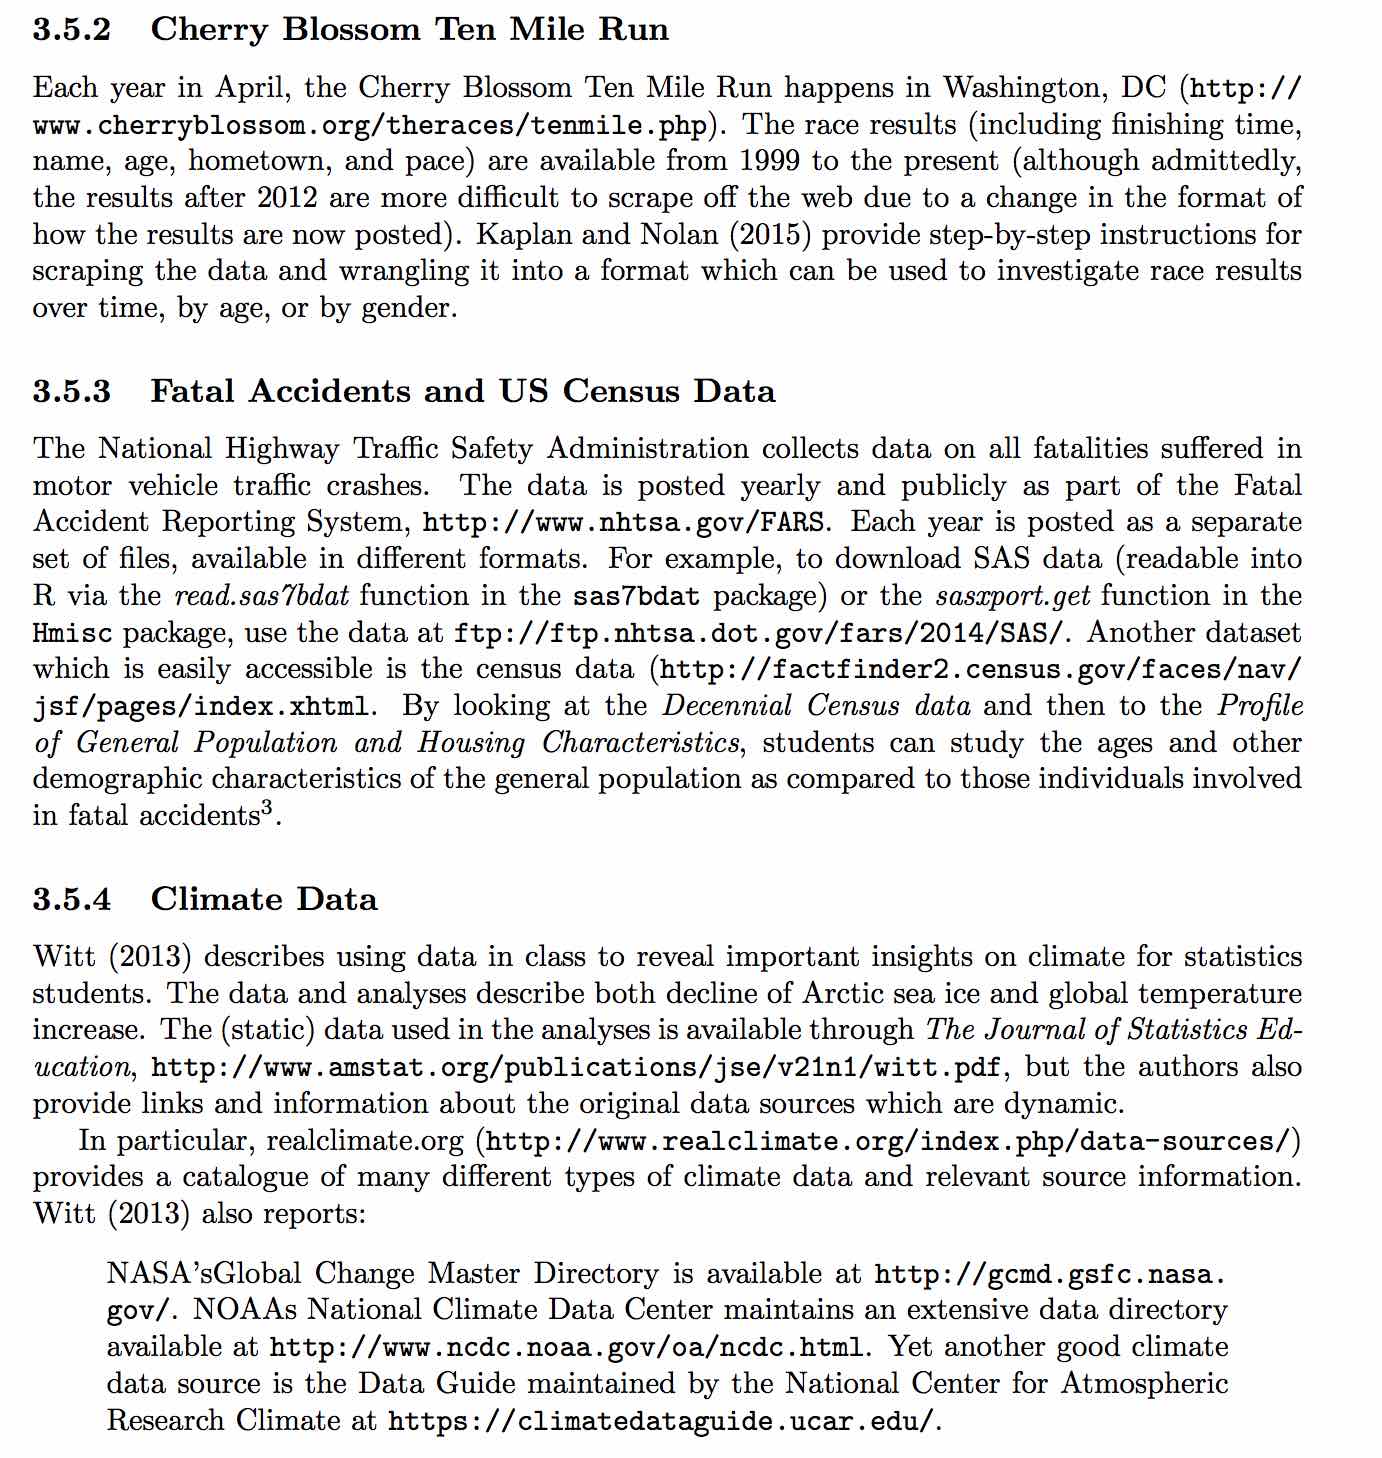 3.5.2 Cherry Blossom Ten Mile Run
Each year in April, the Cherry Blossom Ten Mile Run happens in Washington, DC (http://
www.cherryblossom.org/theraces/tenmile.php). The race results (including finishing time,
name, age, hometown, and pace) are available from 1999 to the present (although admittedly,
the results after 2012 are more difficult to scrape off the web due to a change in the format of
how the results are now posted). Kaplan and Nolan (2015) provide step-by-step instructions for
scraping the data and wrangling it into a format which can be used to investigate race results
over time, by age, or by gender.
3.5.3 Fatal Accidents and US Census Data
The National Highway Traffic Safety Administration collects data on all fatalities suffered in
motor vehicle traffic crashes. The data is posted yearly and publicly as part of the Fatal
Accident Reporting System, http://www.nhtsa.gov/FARS. Each year is posted as a separate
set of files, available in different formats. For example, to download SAS data (readable into
R via the read.sas7bdat function in the sas7bdat package) or the sasxport.get function in the
Hmisc package, use the data at ftp://ftp.nhtsa.dot.gov/fars/2014/SAS/. Another dataset
which is easily accessible is the census data (http://factfinder2.census.gov/faces/nav/
jsf/pages/index.xhtml. By looking at the Decennial Census data and then to the Profile
of General Population and Housing Characteristics, students can study the ages and other
demographic characteristics of the general population as compared to those individuals involved
in fatal accidents³.
3.5.4 Climate Data
Witt (2013) describes using data in class to reveal important insights on climate for statistics
students. The data and analyses describe both decline of Arctic sea ice and global temperature
increase. The (static) data used in the analyses is available through The Journal of Statistics Ed-
ucation, http://www.amstat.org/publications/jse/v21n1/witt.pdf, but the authors also
provide links and information about the original data sources which are dynamic.
In particular, realclimate.org (http://www.realclimate.org/index.php/data-sources/)
provides a catalogue of many different types of climate data and relevant source information.
Witt (2013) also reports:
NASA'sGlobal Change Master Directory is available at http://gcmd.gsfc.nasa.
gov/. NOAAs National Climate Data Center maintains an extensive data directory
available at http://www.ncdc.noaa.gov/oa/ncdc.html. Yet another good climate
data source is the Data Guide maintained by the National Center for Atmospheric
Research Climate at https://climatedataguide.ucar.edu/.